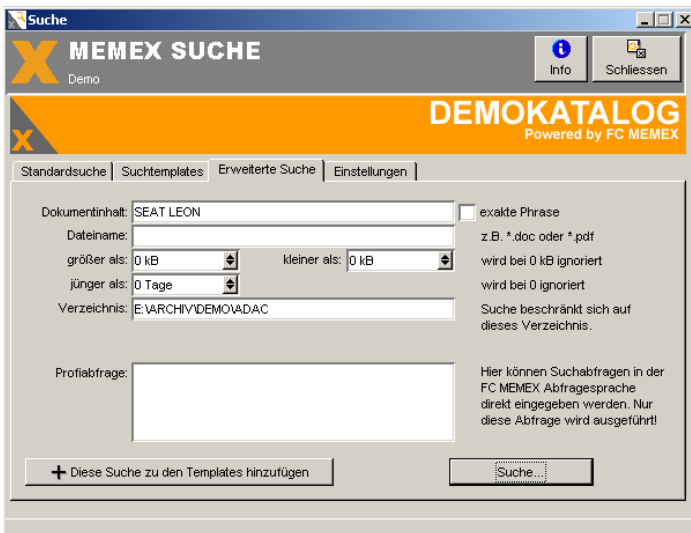 Suche
MEMEX SUCHE
Demo
Info
Schliessen
DEMOKATALOG
Powered by FC MEMEX
Standardsuche
Suchtemplates
Erweiterte Suche
Einstellungen
Dokumentinhalt: SEAT LEON
exakte Phrase
Dateiname:
z.B. *.doc oder *.pdf
größer als: 0 kB
kleiner als: 0 kB
wird bei 0 kB ignoriert
jünger als: 0 Tage
wird bei 0 ignoriert
Verzeichnis: E:\ARCHIV\DEMO\ADAC
Suche beschränkt sich auf
dieses Verzeichnis.
Profiabfrage:
Hier können Suchabfragen in der
FC MEMEX Abfragesprache
direkt eingegeben werden. Nur
diese Abfrage wird ausgeführt!
Diese Suche zu den Templates hinzufügen
Suche...